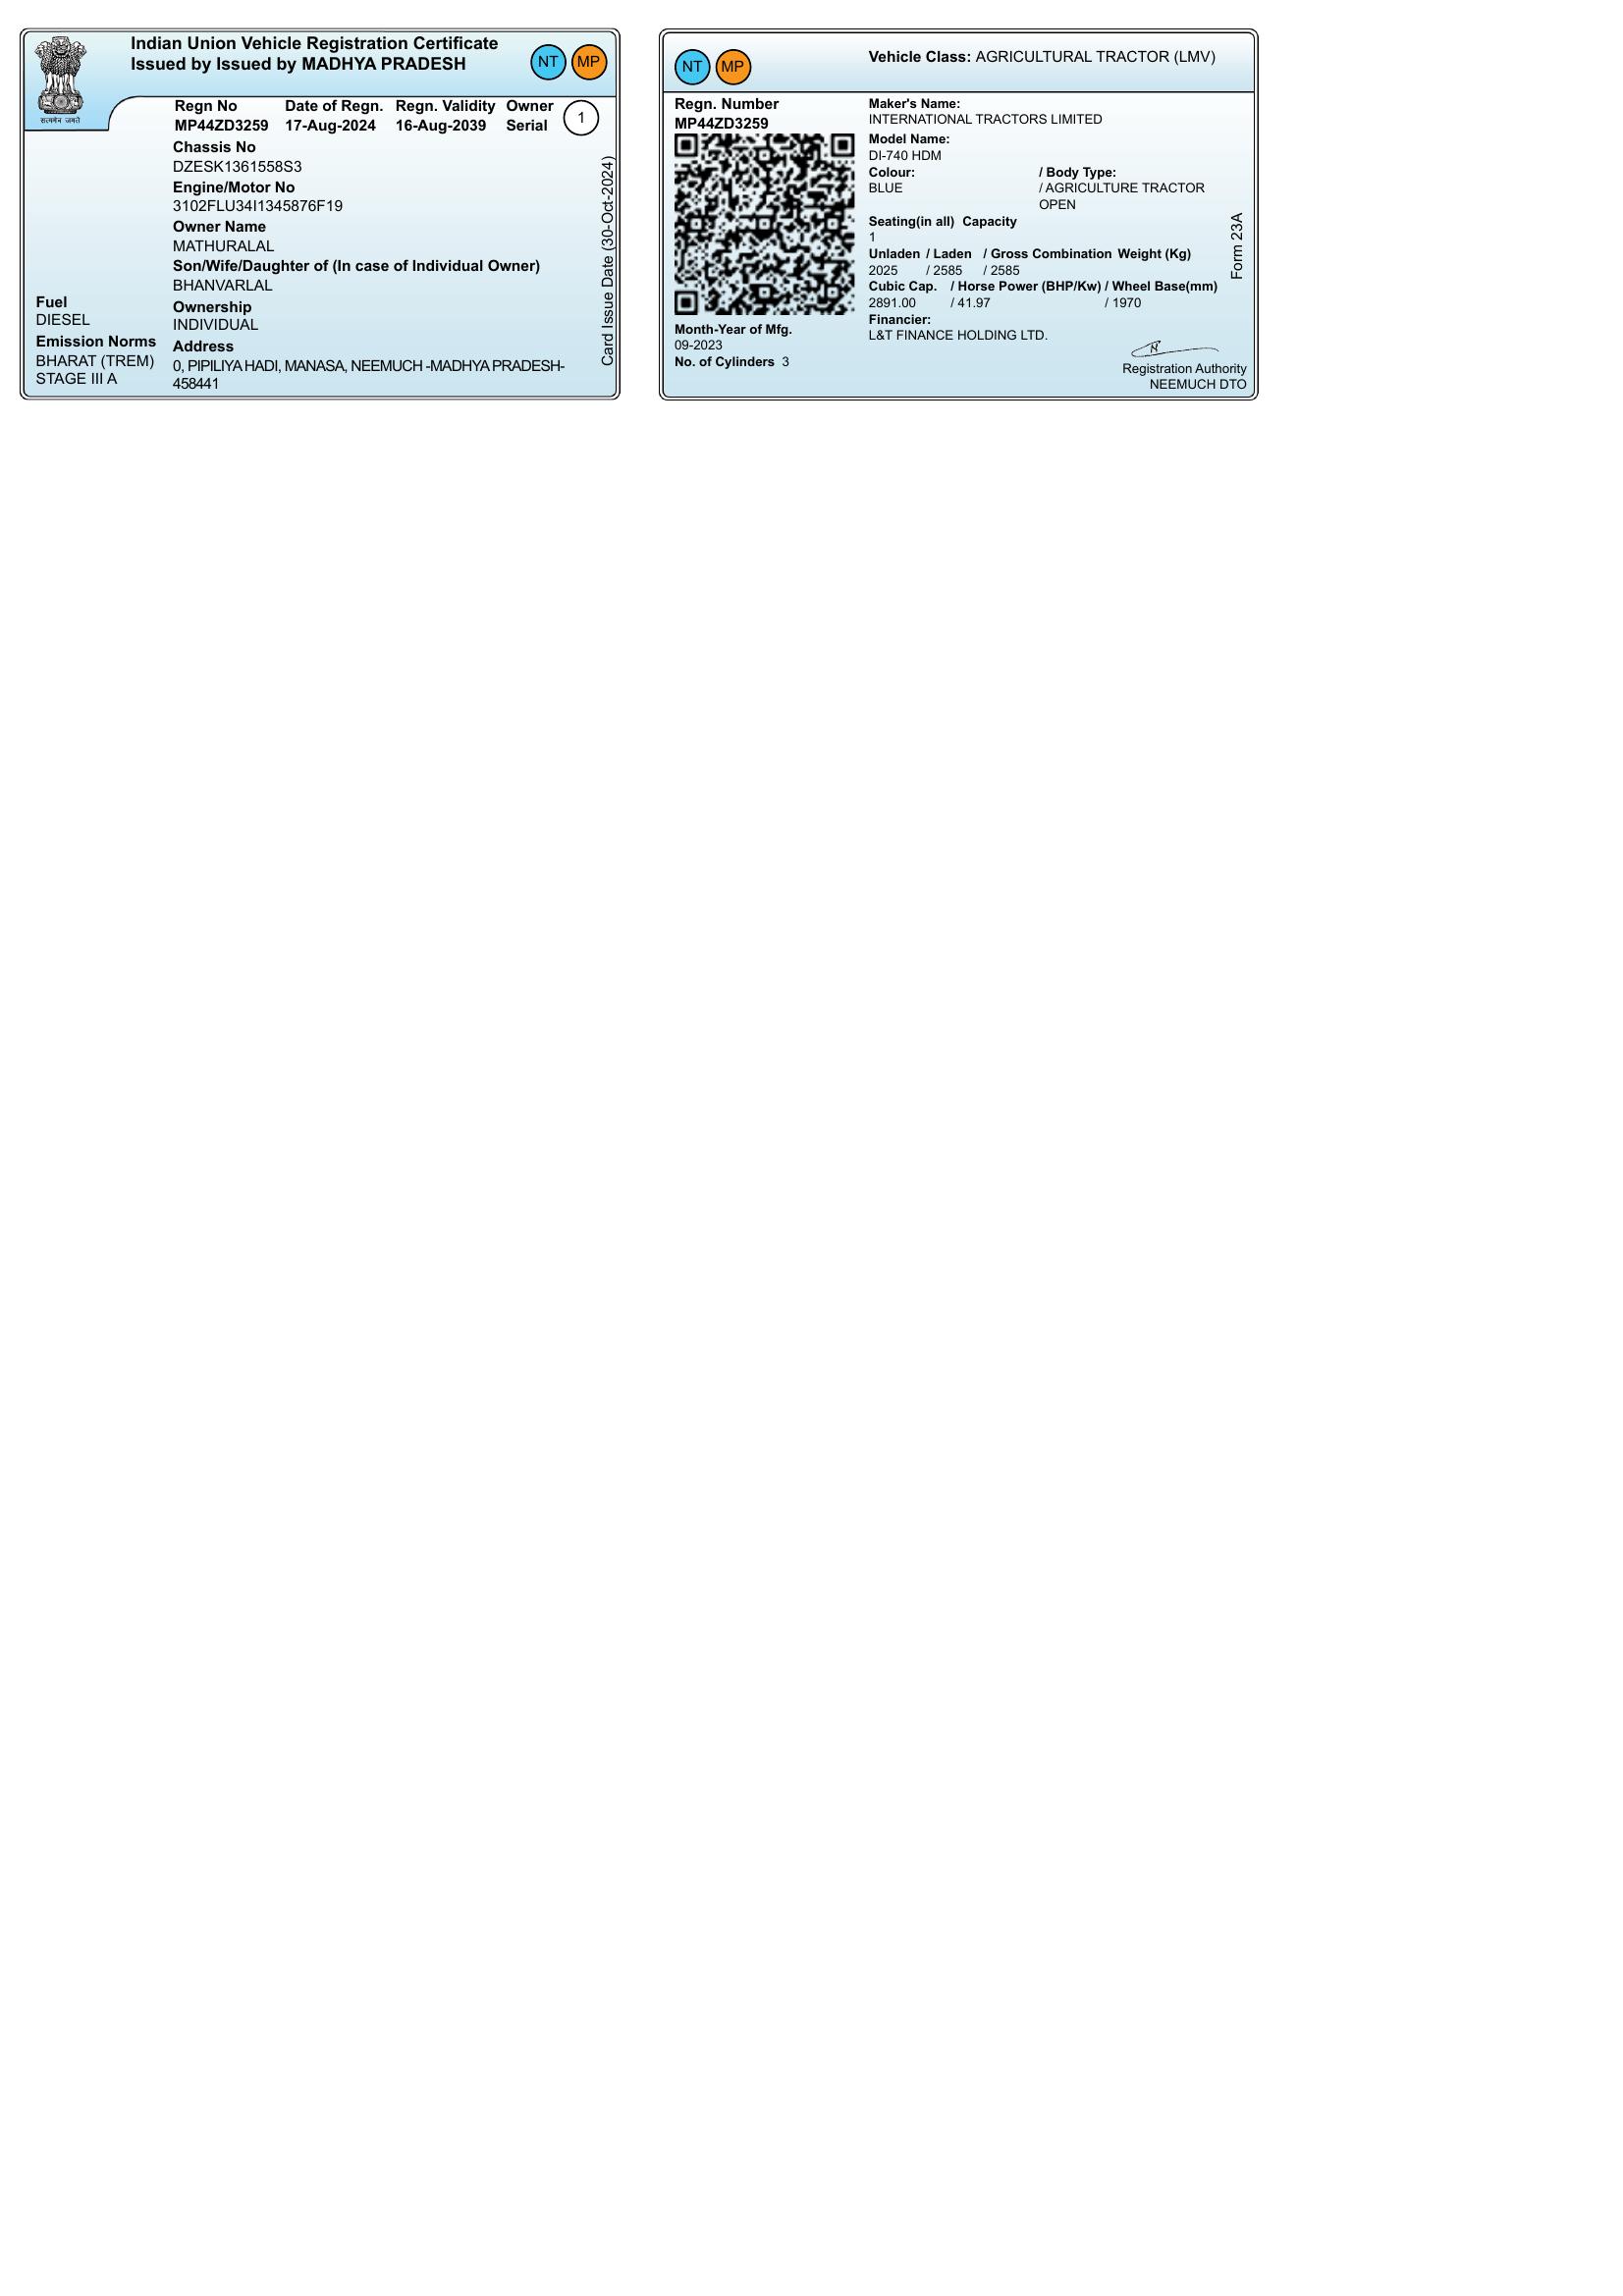 Indian Union Vehicle Registration Certificate
Issued by Issued by MADHYA PRADESH
NT MP
सत्यमेव जयते
Regn No Date of Regn. Regn. Validity Owner
MP44ZD3259 17-Aug-2024 16-Aug-2039 Serial 1
Chassis No
DZESK1361558S3
Engine/Motor No
3102FLU34I1345876F19
Owner Name
MATHURALAL
Son/Wife/Daughter of (In case of Individual Owner)
BHANVARLAL
Ownership
INDIVIDUAL
Address
0, PIPILIYA HADI, MANASA, NEEMUCH -MADHYA PRADESH-
458441
Fuel
DIESEL
Emission Norms
BHARAT (TREM)
STAGE III A
Card Issue Date (30-Oct-2024)
NT MP
Vehicle Class: AGRICULTURAL TRACTOR (LMV)
Regn. Number
MP44ZD3259
Month-Year of Mfg.
09-2023
No. of Cylinders 3
Maker's Name:
INTERNATIONAL TRACTORS LIMITED
Model Name:
DI-740 HDM
Colour: / Body Type:
BLUE / AGRICULTURE TRACTOR
OPEN
Seating(in all) Capacity
1
Unladen / Laden / Gross Combination Weight (Kg)
2025 / 2585 / 2585
Cubic Cap. / Horse Power (BHP/Kw) / Wheel Base(mm)
2891.00 / 41.97 / 1970
Financier:
L&T FINANCE HOLDING LTD.
Form 23A
Registration Authority
NEEMUCH DTO